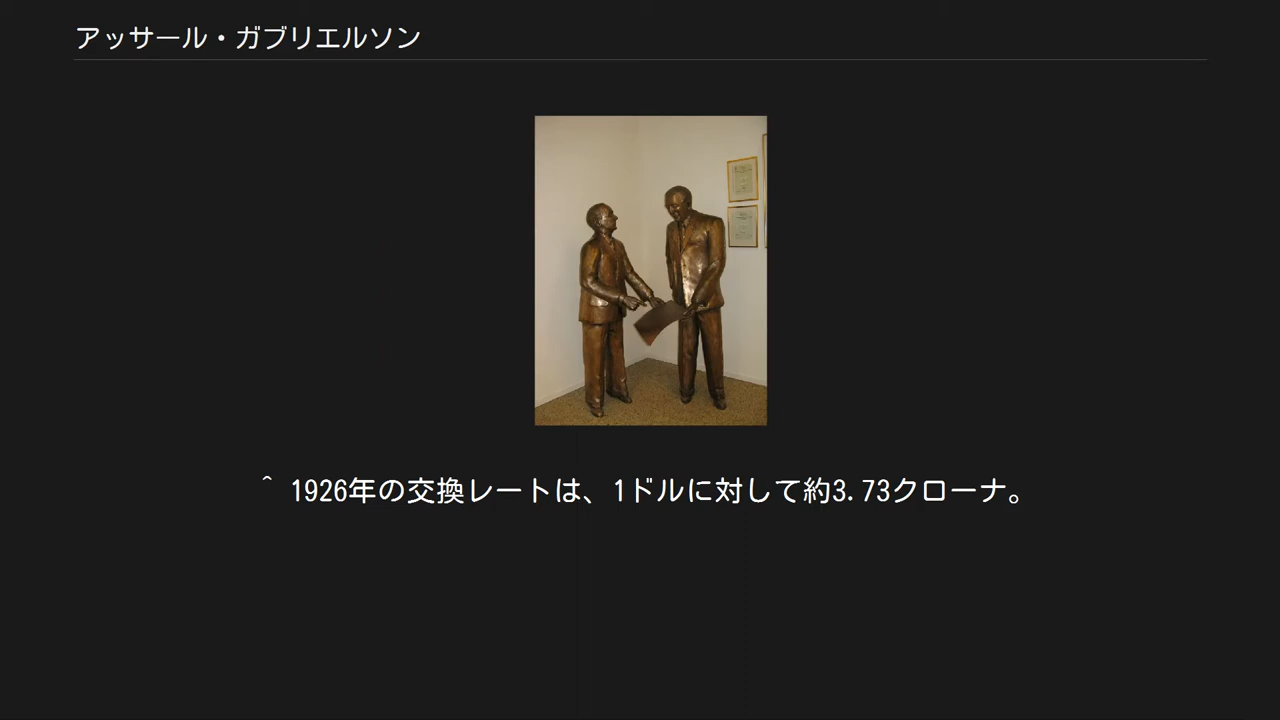 アッサール・ガブリエルソン
^ 1926年の交換レートは、1ドルに対して約3.73クローナ。